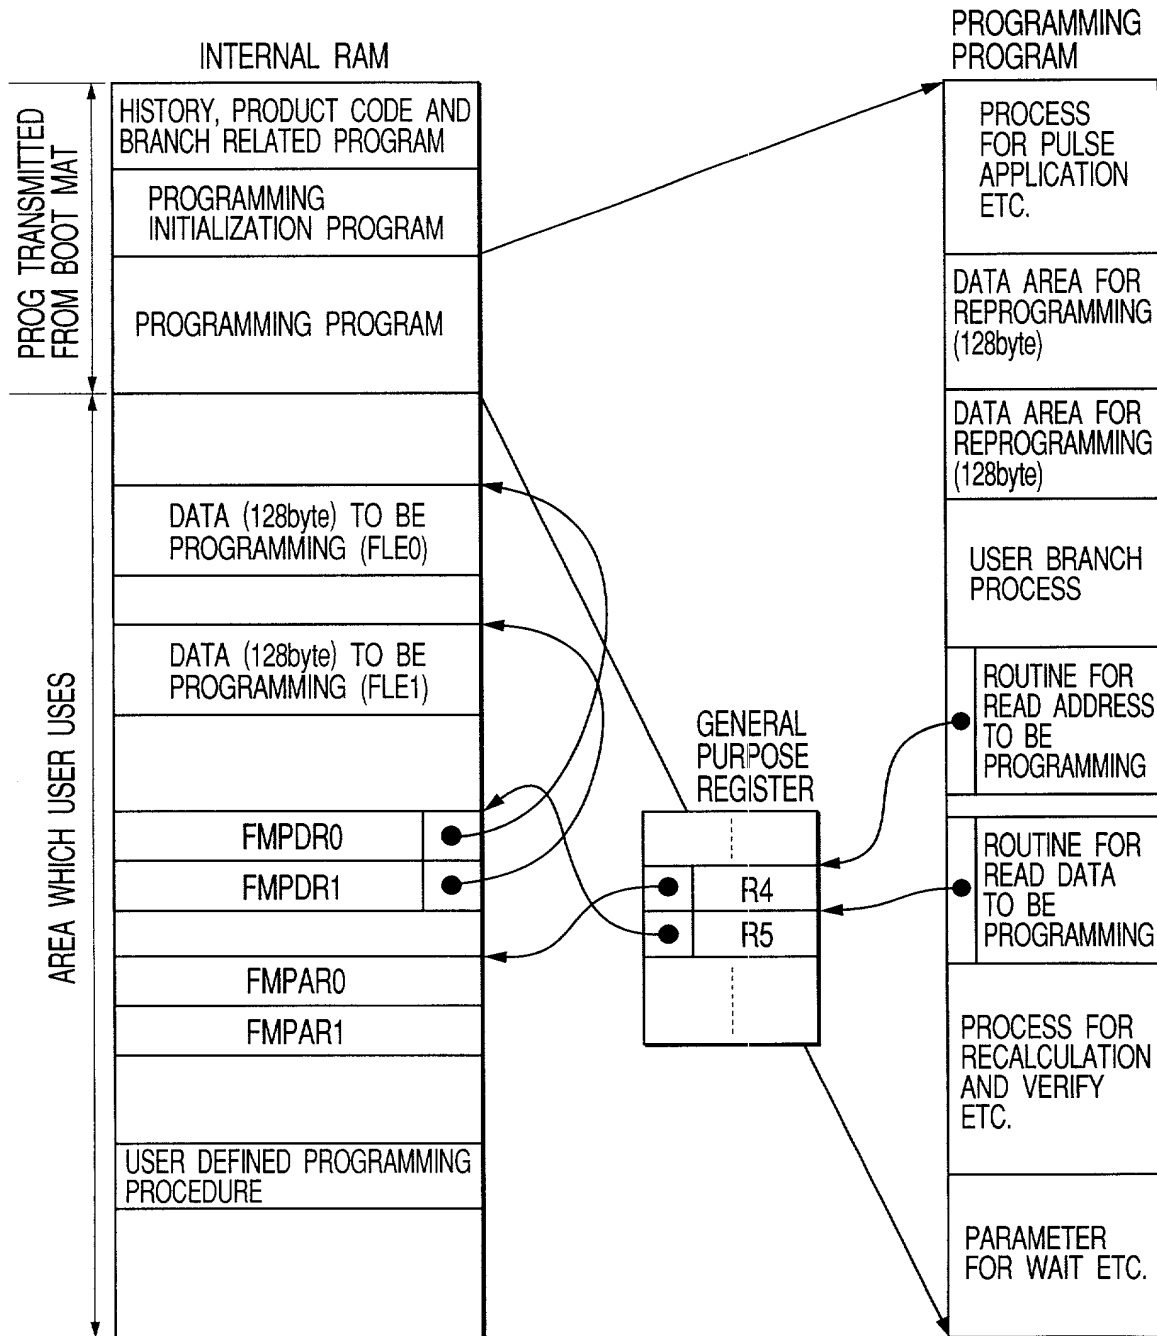 INTERNAL RAM
PROG TRANSMITTED
FROM BOOT MAT
HISTORY, PRODUCT CODE AND
BRANCH RELATED PROGRAM
PROGRAMMING
INITIALIZATION PROGRAM
PROGRAMMING PROGRAM
AREA WHICH USER USES
DATA (128byte) TO BE
PROGRAMMING (FLE0)
DATA (128byte) TO BE
PROGRAMMING (FLE1)
FMPDR0
FMPDR1
FMPAR0
FMPAR1
USER DEFINED PROGRAMMING
PROCEDURE
GENERAL
PURPOSE
REGISTER
R4
R5
PROGRAMMING
PROGRAM
PROCESS
FOR PULSE
APPLICATION
ETC.
DATA AREA FOR
REPROGRAMMING
(128byte)
DATA AREA FOR
REPROGRAMMING
(128byte)
USER BRANCH
PROCESS
ROUTINE FOR
READ ADDRESS
TO BE
PROGRAMMING
ROUTINE FOR
READ DATA
TO BE
PROGRAMMING
PROCESS FOR
RECALCULATION
AND VERIFY
ETC.
PARAMETER
FOR WAIT ETC.